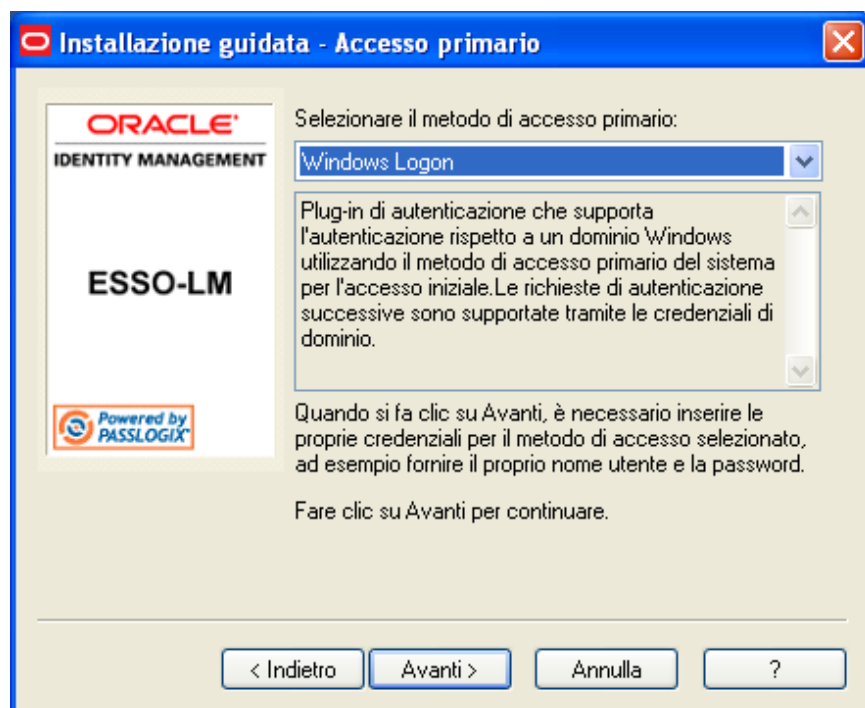 Installazione guidata - Accesso primario
ORACLE'
IDENTITY MANAGEMENT
ESSO-LM
Powered by
PASSLOGIX
Selezionare il metodo di accesso primario:
Windows Logon
Plug-in di autenticazione che supporta
l'autenticazione rispetto a un dominio Windows
utilizzando il metodo di accesso primario del sistema
per l'accesso iniziale.Le richieste di autenticazione
successive sono supportate tramite le credenziali di
dominio.
Quando si fa clic su Avanti, è necessario inserire le
proprie credenziali per il metodo di accesso selezionato,
ad esempio fornire il proprio nome utente e la password.
Fare clic su Avanti per continuare.
< Indietro
Avanti >
Annulla
?